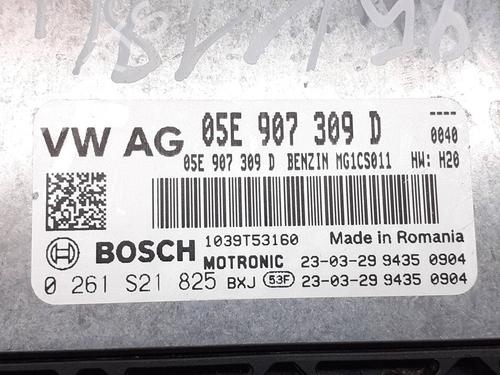 VW AG 05E 907 309 D ----
0040
05E 907 309 D BENZIN MG1CS011 HW: H20
BOSCH 1039T53160 Made in Romania
MOTRONIC 23-03-29 9435 0904
0 261 S21 825 BXJ 53F 23-03-29 9435 0904